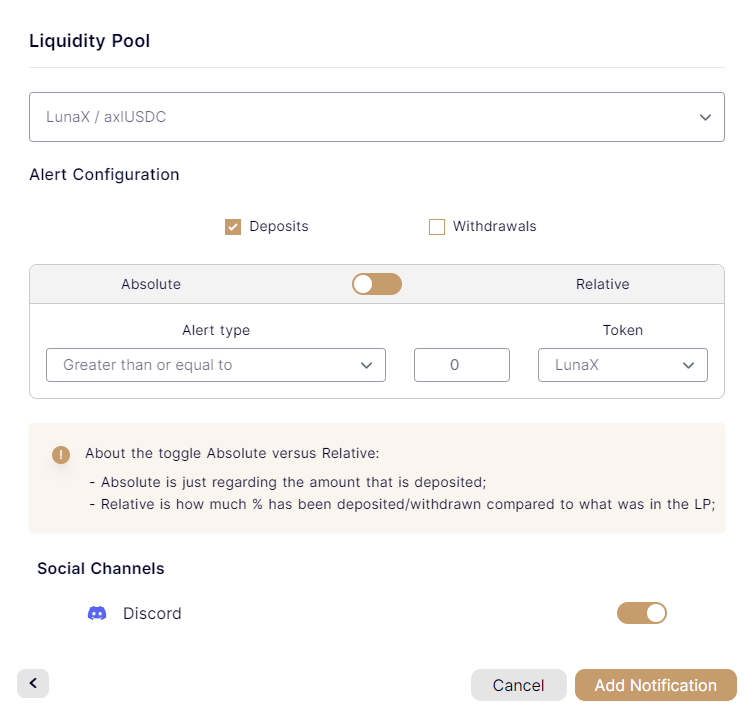 Liquidity Pool
LunaX / axlUSDC
Alert Configuration
Deposits Withdrawals
Absolute Relative
Alert type Token
Greater than or equal to 0 LunaX
About the toggle Absolute versus Relative:
- Absolute is just regarding the amount that is deposited;
- Relative is how much % has been deposited/withdrawn compared to what was in the LP;
Social Channels
Discord
Cancel Add Notification